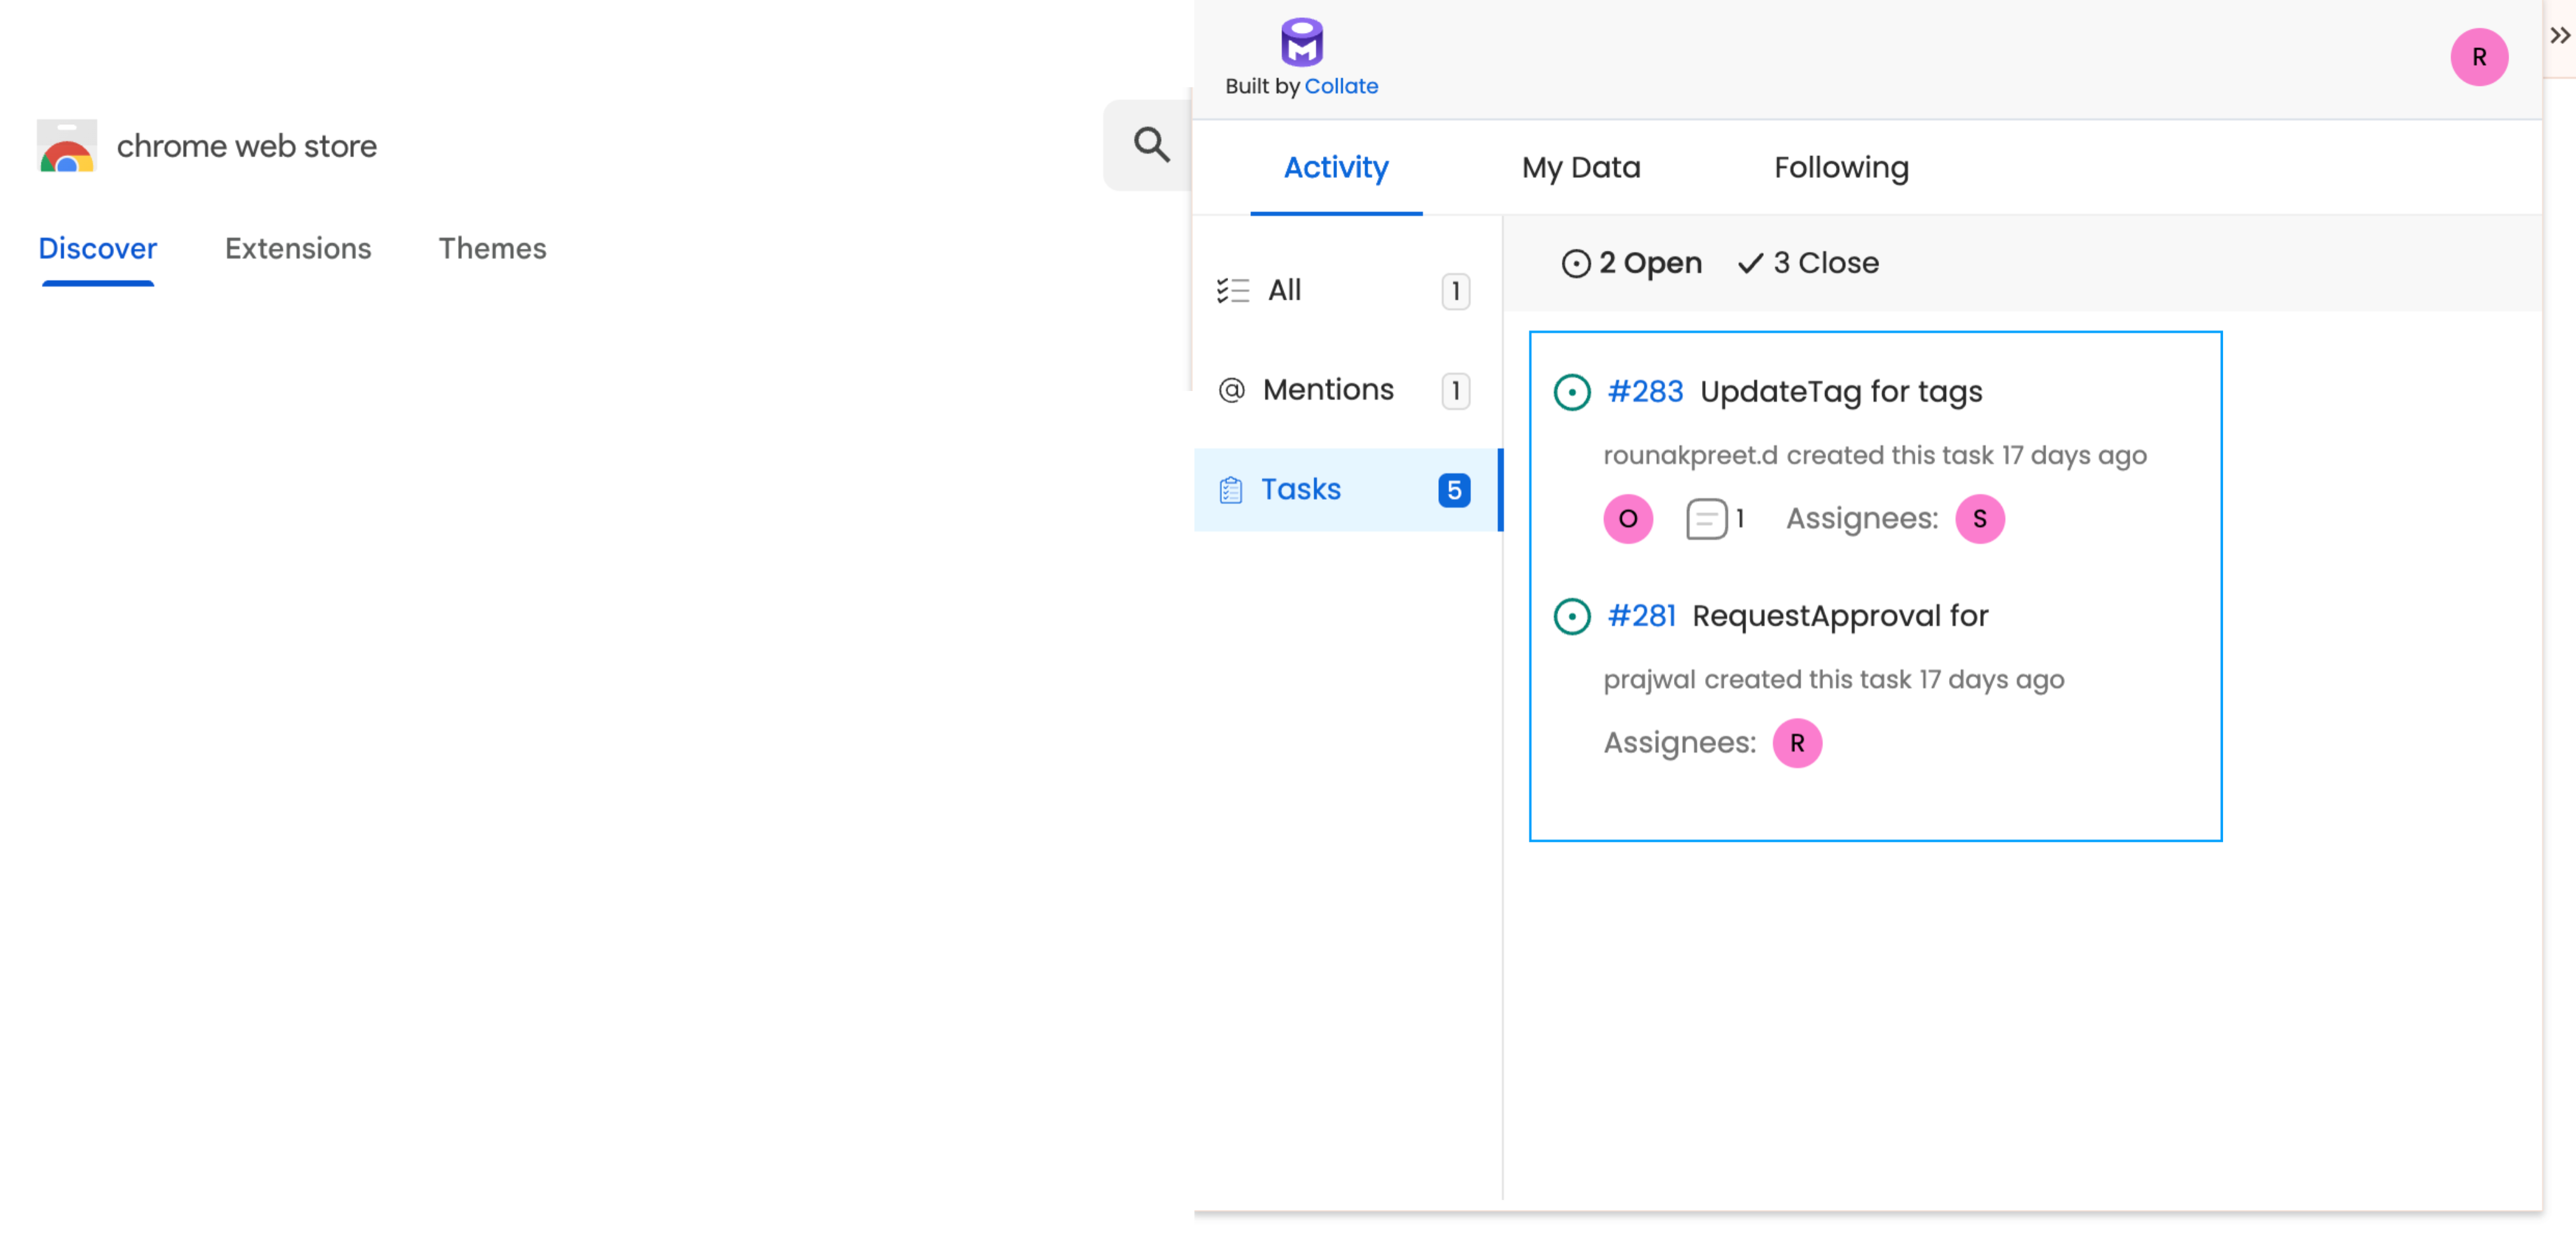 chrome web store
Discover Extensions Themes
Built by Collate
R
Activity My Data Following
All 1
Mentions 1
Tasks 5
2 Open 3 Close
#283 UpdateTag for tags
rounakpreet.d created this task 17 days ago
O 1 Assignees: S
#281 RequestApproval for
prajwal created this task 17 days ago
Assignees: R